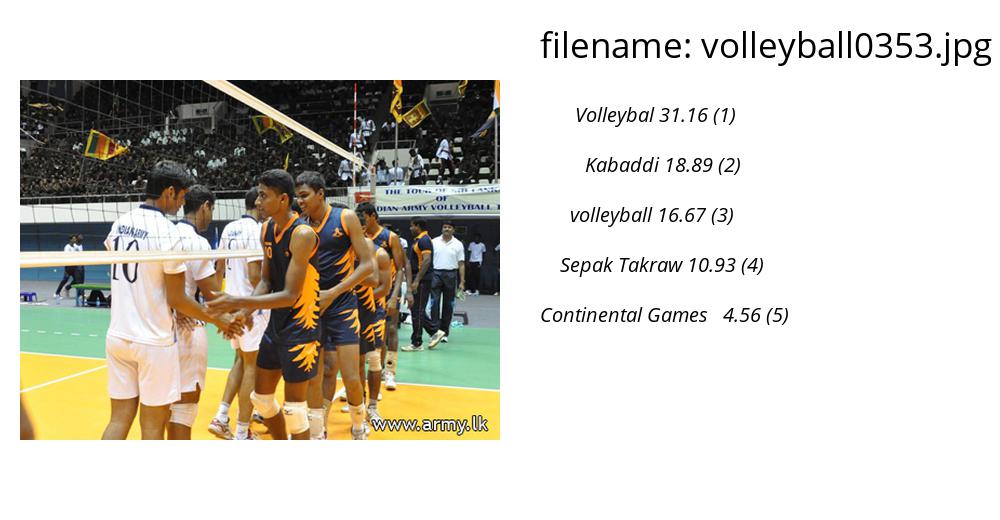 filename: volleyball0353.jpg
Volleybal 31.16 (1)
Kabaddi 18.89 (2)
volleyball 16.67 (3)
Sepak Takraw 10.93 (4)
Continental Games 4.56 (5)
THE TOUR OF SRI LANKA
OF
INDIAN ARMY VOLLEYBALL
INDIAN ARMY
10
10
www.army.lk